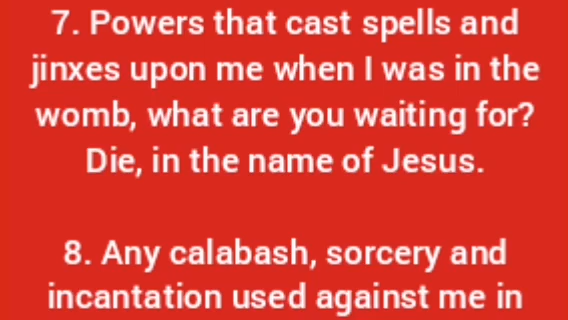 7. Powers that cast spells and
jinxes upon me when I was in the
womb, what are you waiting for?
Die, in the name of Jesus.
8. Any calabash, sorcery and
incantation used against me in